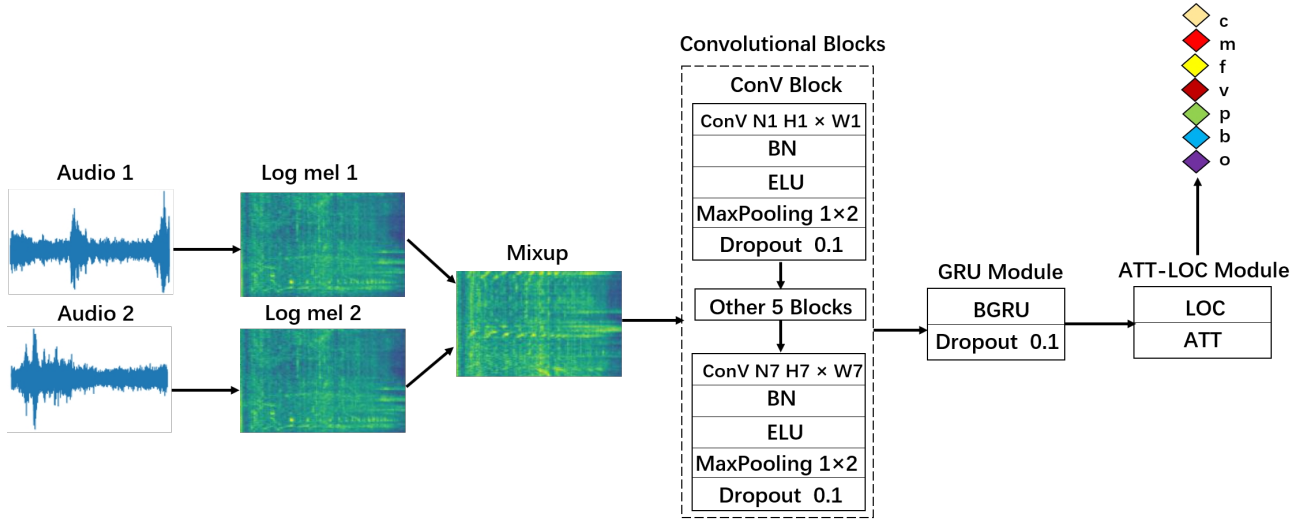 Audio 1
Log mel 1
Audio 2
Log mel 2
Mixup
Convolutional Blocks
ConV Block
ConV N1 H1 × W1
BN
ELU
MaxPooling 1×2
Dropout 0.1
Other 5 Blocks
ConV N7 H7 × W7
BN
ELU
MaxPooling 1×2
Dropout 0.1
GRU Module
BGRU
Dropout 0.1
ATT-LOC Module
LOC
ATT
c
m
f
v
p
b
o